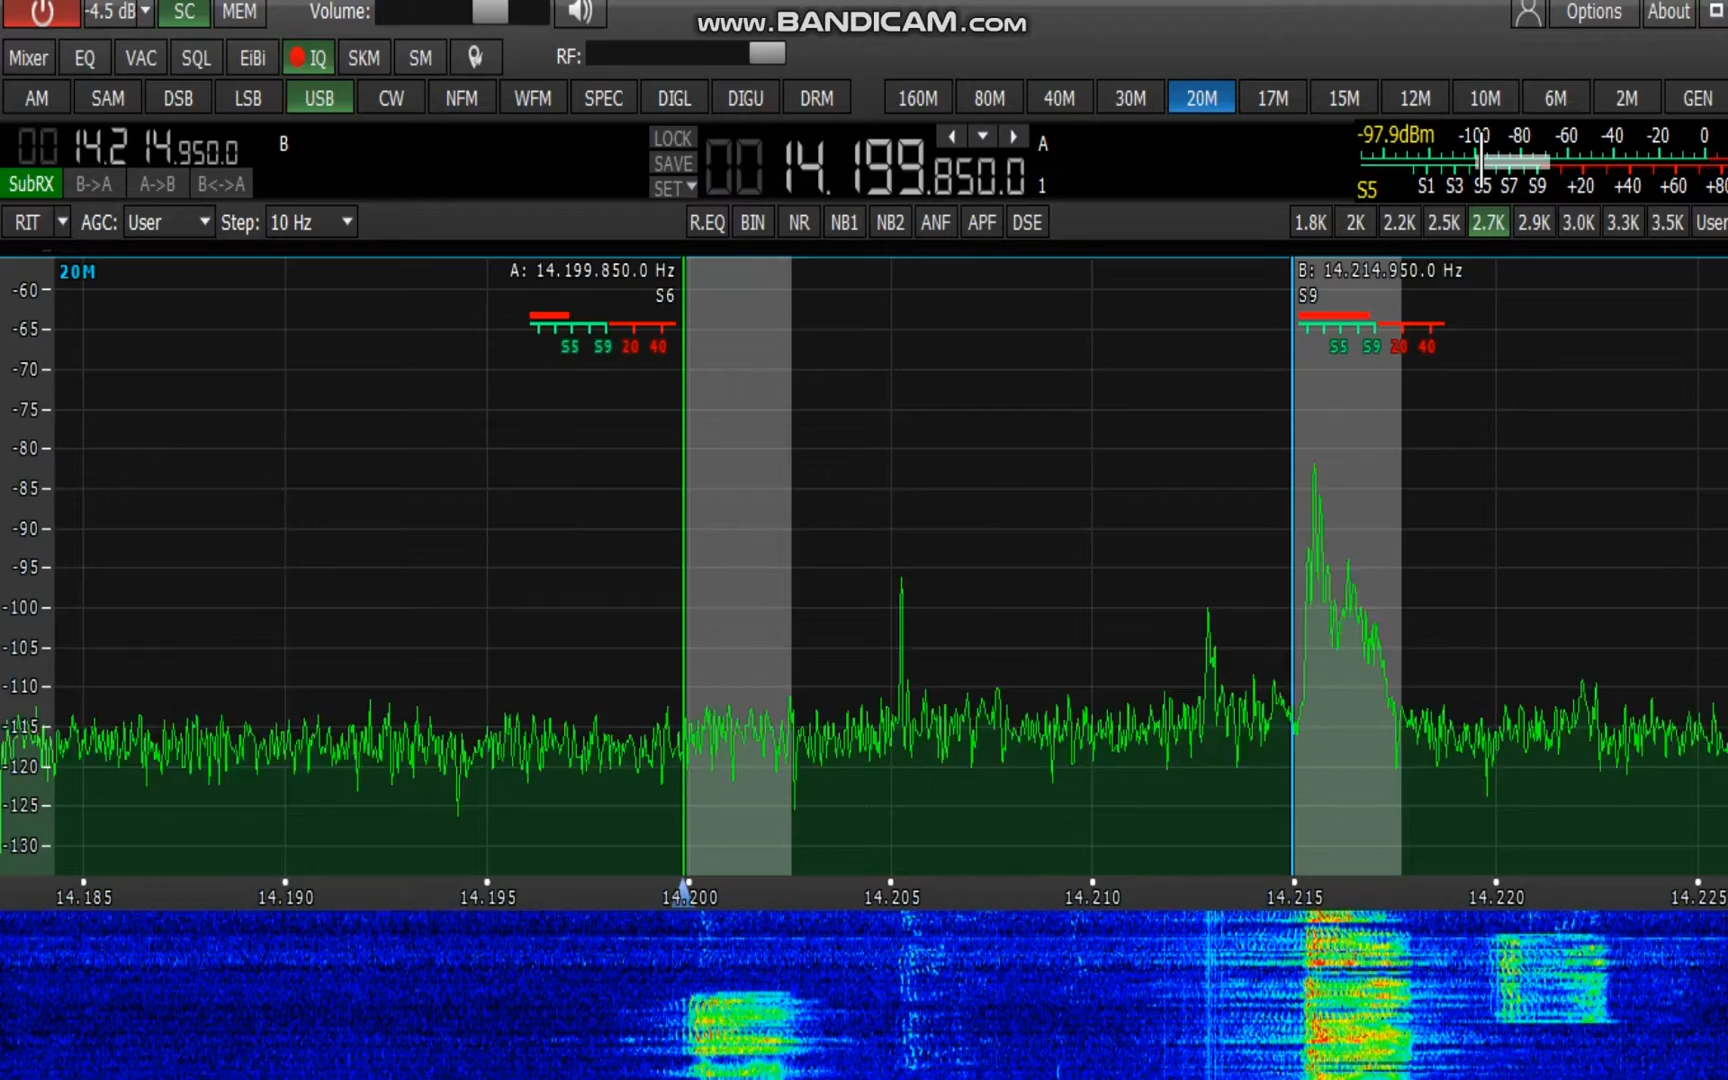 -4.5 dB SC MEM Volume: www.BANDICAM.com Options About
Mixer EQ VAC SQL EiBi IQ SKM SM RF:
AM SAM DSB LSB USB CW NFM WFM SPEC DIGL DIGU DRM 160M 80M 40M 30M 20M 17M 15M 12M 10M 6M 2M GEN
00 14.2 14.950.0 B LOCK SAVE SET 00 14. 199.850.0 A 1 -97.9dBm -100 -80 -60 -40 -20 0
SubRX B->A A->B B<->A S5 S1 S3 S5 S7 S9 +20 +40 +60 +80
RIT AGC: User Step: 10 Hz R.EQ BIN NR NB1 NB2 ANF APF DSE 1.8K 2K 2.2K 2.5K 2.7K 2.9K 3.0K 3.3K 3.5K User
20M A: 14.199.850.0 Hz B: 14.214.950.0 Hz
S6 S9
S5 S9 20 40 S5 S9 20 40
-60
-65
-70
-75
-80
-85
-90
-95
-100
-105
-110
-115
-120
-125
-130
14.185 14.190 14.195 14.200 14.205 14.210 14.215 14.220 14.225